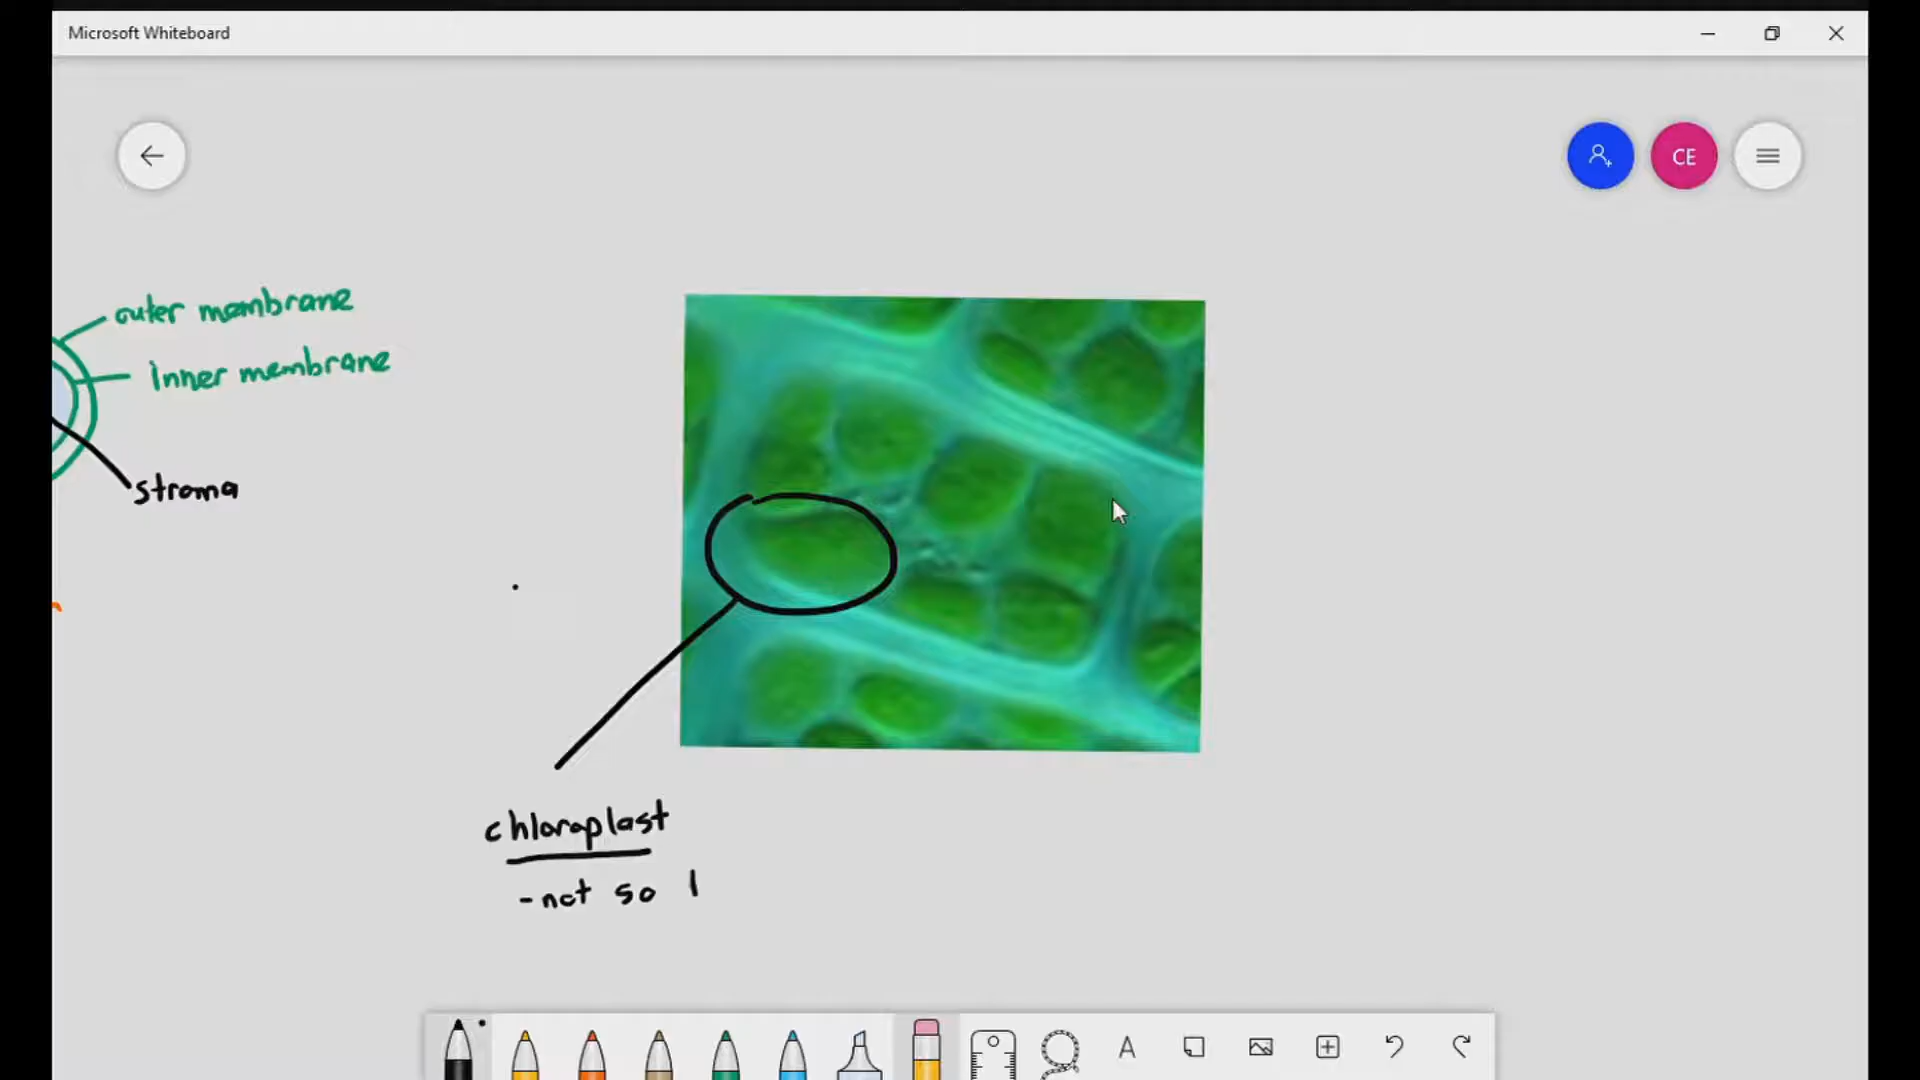 Microsoft Whiteboard
CE
outer membrane
inner membrane
stroma
chloroplast
- not so l
A